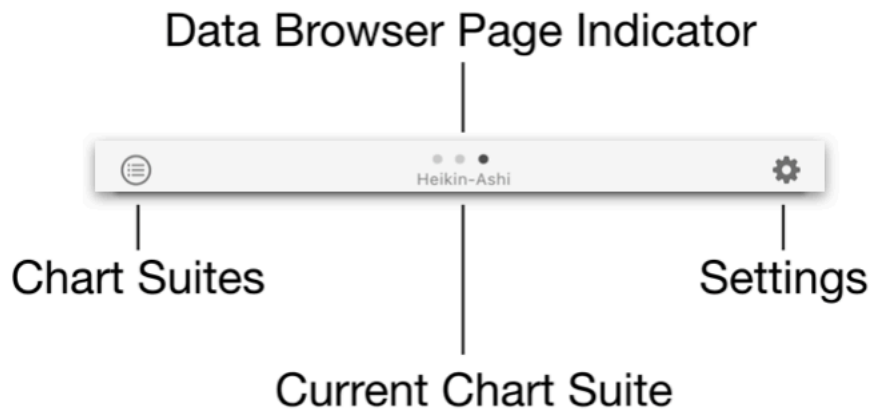 Data Browser Page Indicator
Heikin-Ashi
Chart Suites
Settings
Current Chart Suite